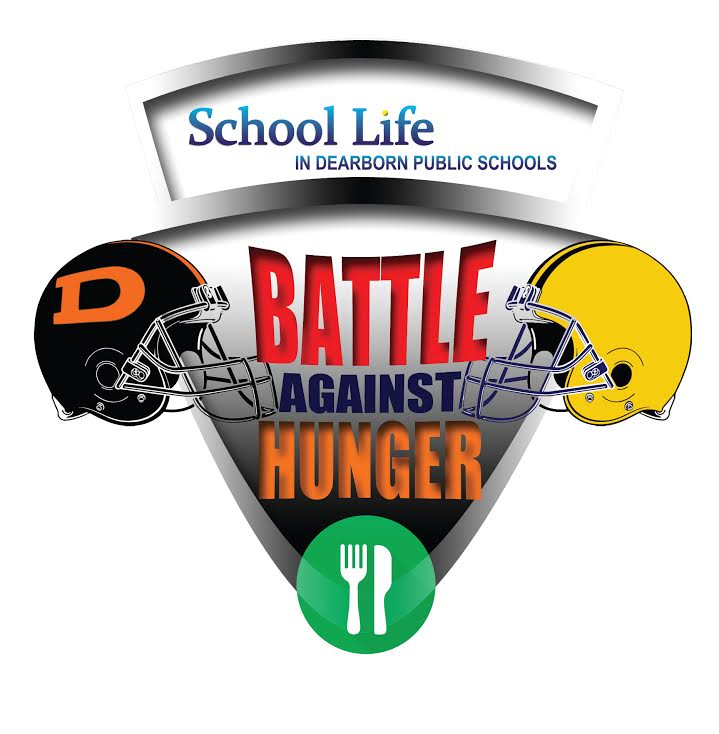 School Life
IN DEARBORN PUBLIC SCHOOLS
BATTLE
D
AGAINST
HUNGER